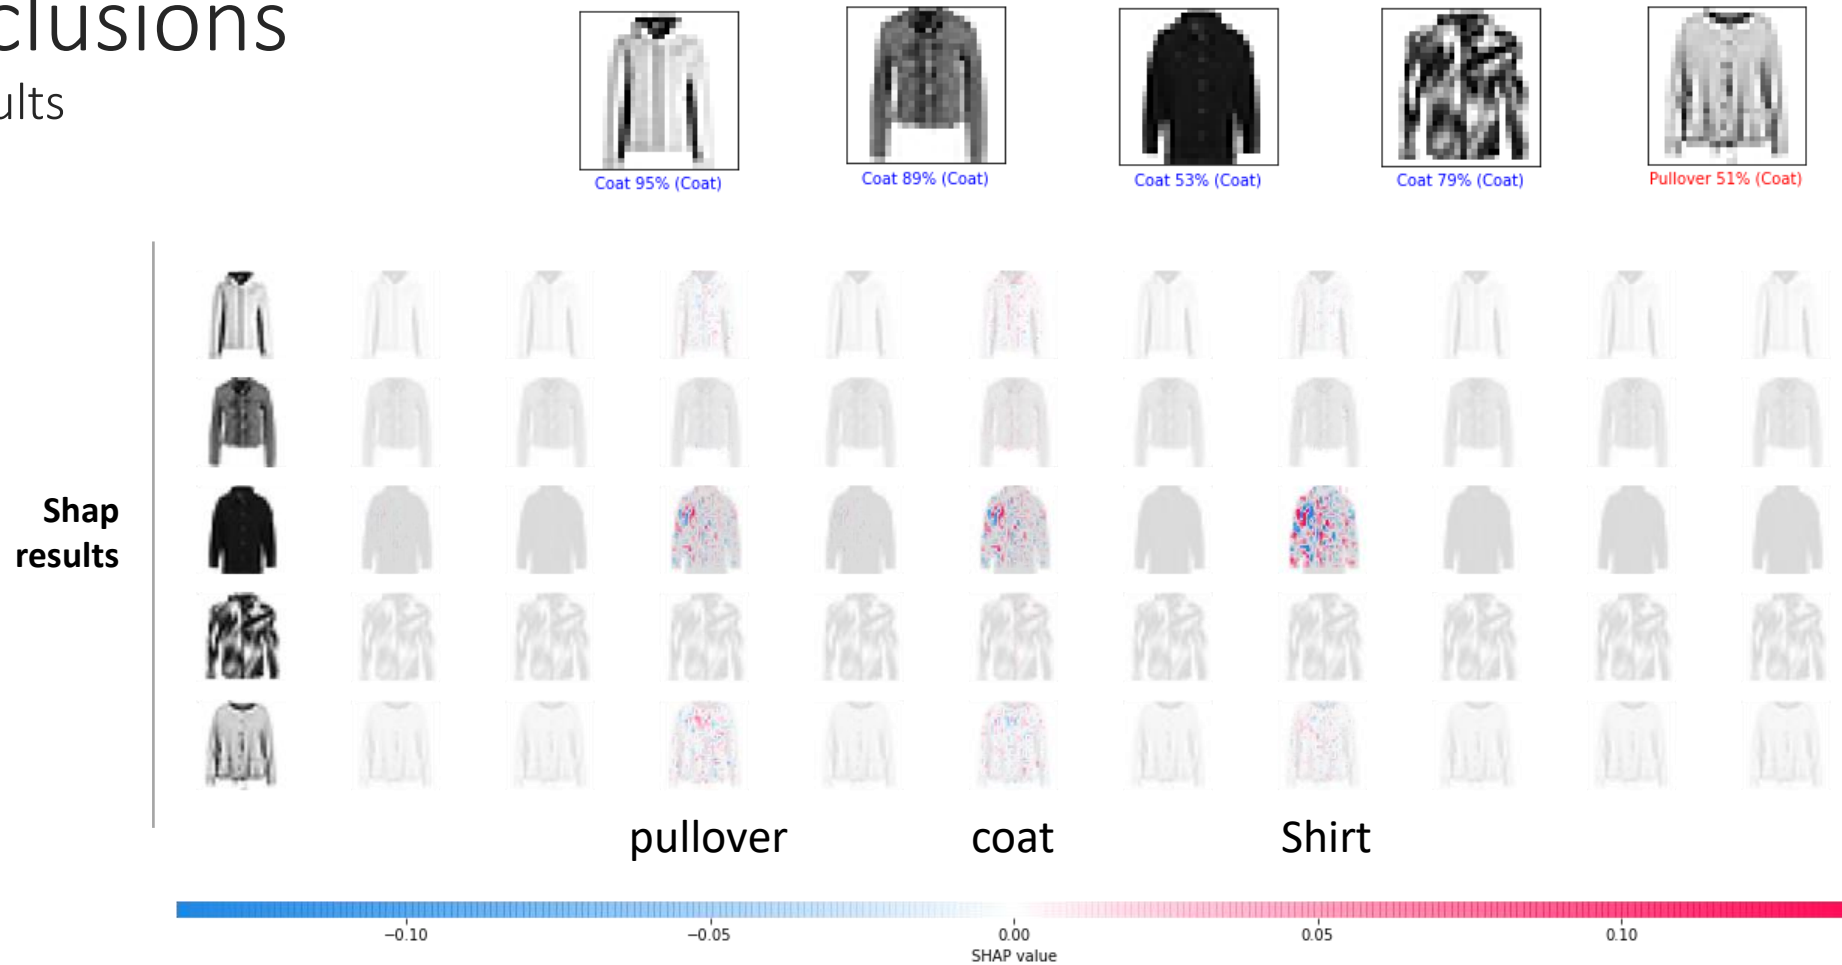 clusions
ults
Coat 95% (Coat)
Coat 89% (Coat)
Coat 53% (Coat)
Coat 79% (Coat)
Pullover 51% (Coat)
Shap
results
pullover
coat
Shirt
−0.10
−0.05
0.00
0.05
0.10
SHAP value